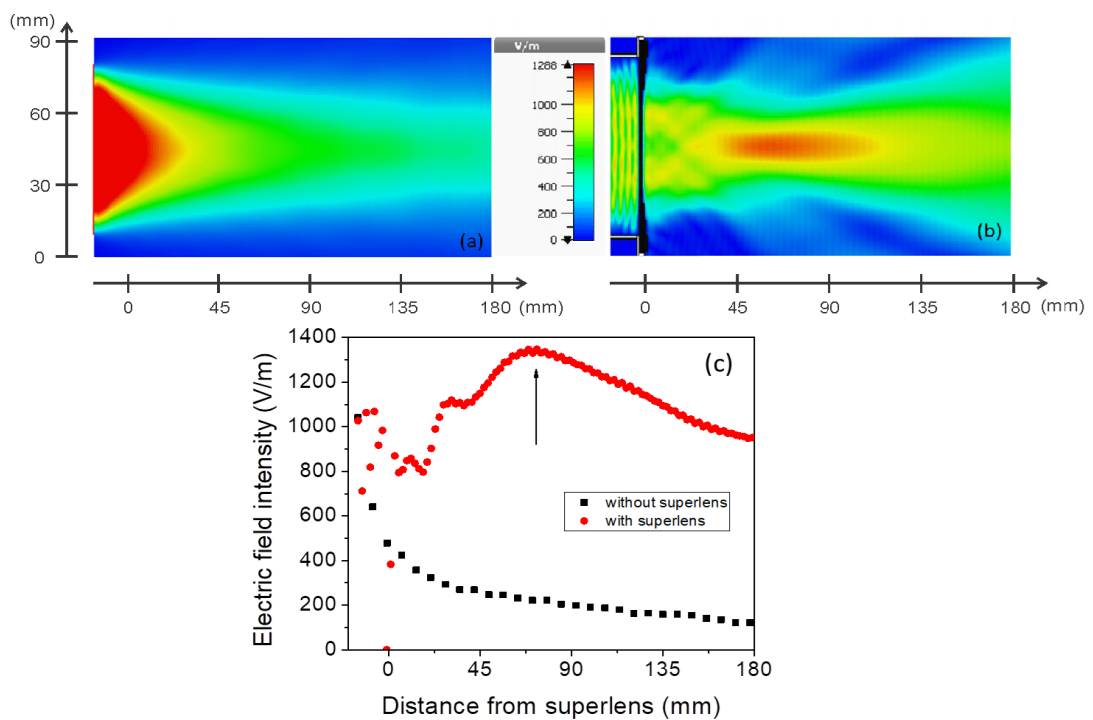 (mm)
90
60
30
0
(a)
0 45 90 135 180 (mm)
V/m
1288
1000
800
600
400
200
0
(b)
0 45 90 135 180 (mm)
1400
1200
1000
800
600
400
200
0
Electric field intensity (V/m)
(c)
without superlens
with superlens
0 45 90 135 180
Distance from superlens (mm)